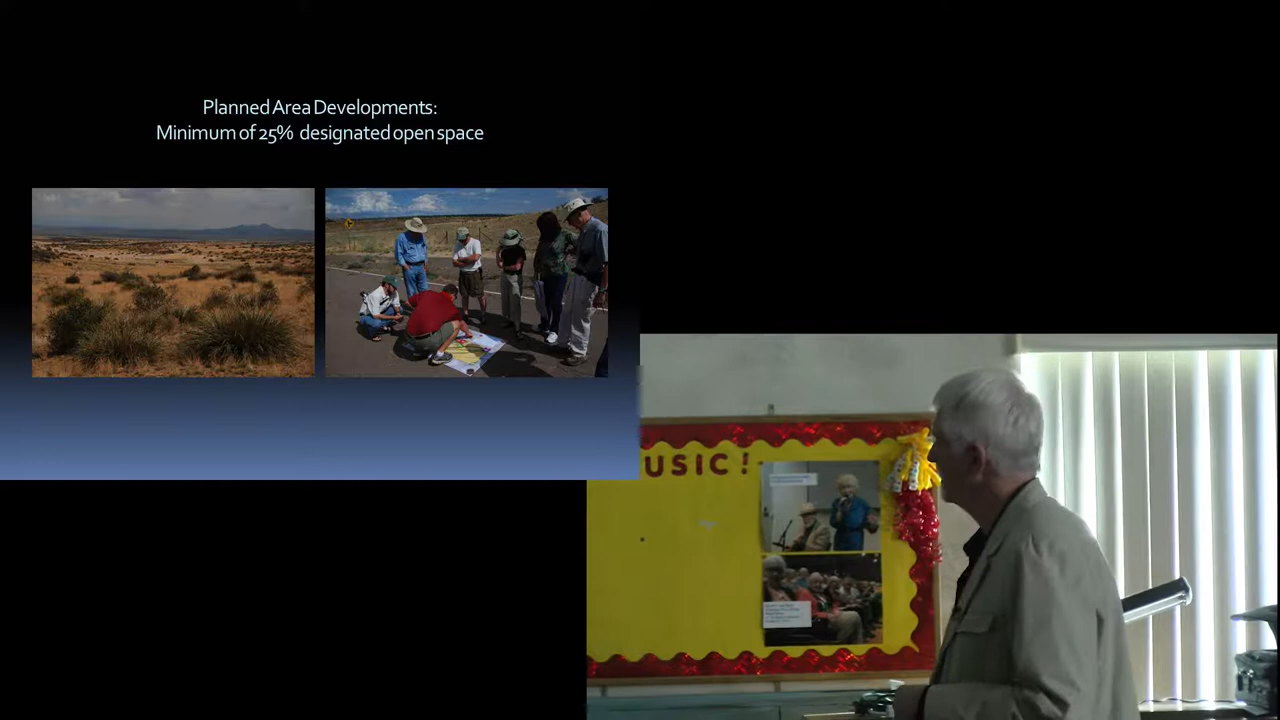 Planned Area Developments:
Minimum of 25% designated open space
USIC!